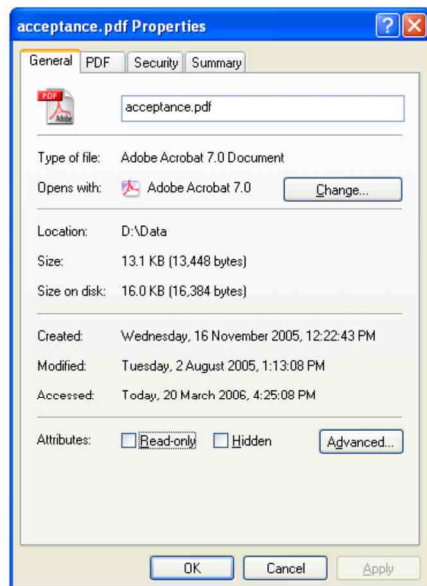 acceptance.pdf Properties
General PDF Security Summary
PDF
Adobe
acceptance.pdf
Type of file: Adobe Acrobat 7.0 Document
Opens with: Adobe Acrobat 7.0 Change...
Location: D:\Data
Size: 13.1 KB (13,448 bytes)
Size on disk: 16.0 KB (16,384 bytes)
Created: Wednesday, 16 November 2005, 12:22:43 PM
Modified: Tuesday, 2 August 2005, 1:13:08 PM
Accessed: Today, 20 March 2006, 4:25:08 PM
Attributes: Read-only Hidden Advanced...
OK Cancel Apply